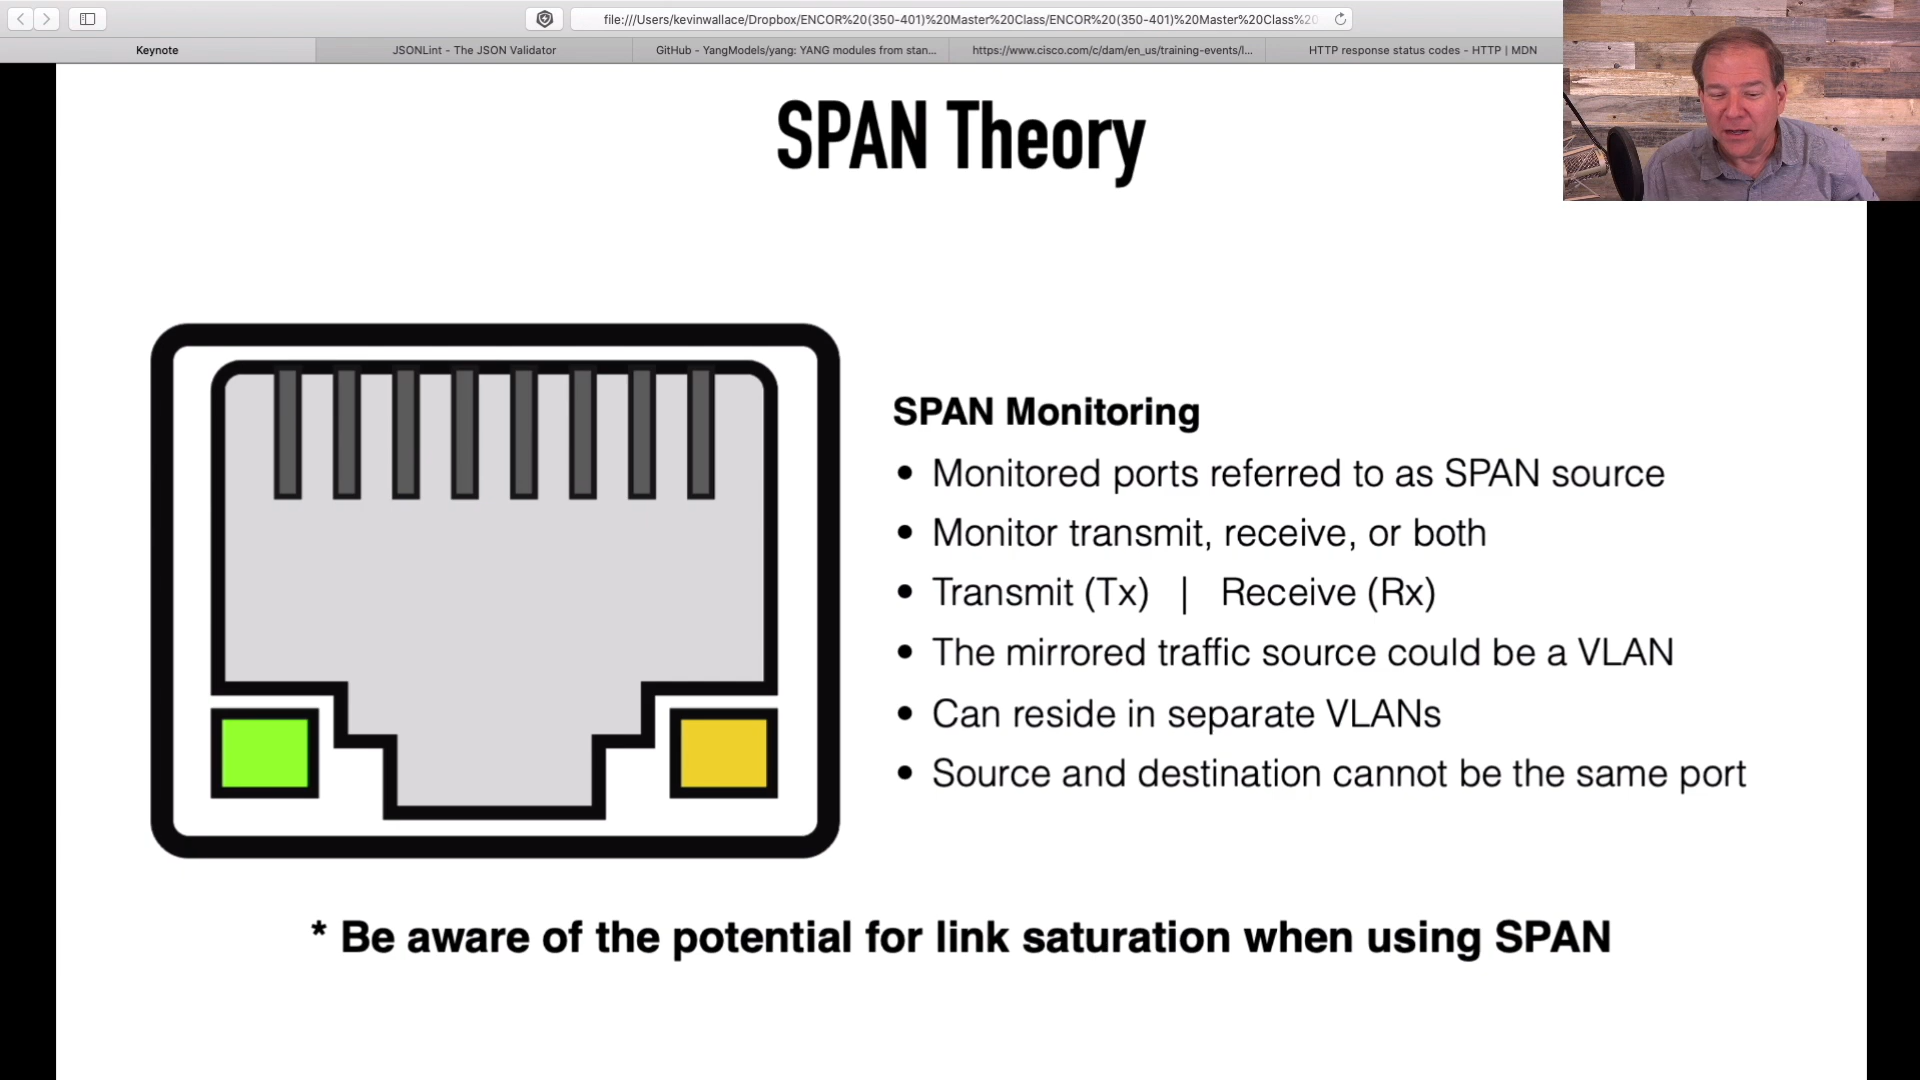 file:///Users/kevinwallace/Dropbox/ENCOR%20(350-401)%20Master%20Class/ENCOR%20(350-401)%20Master%20Class%20
Keynote
JSONLint - The JSON Validator
GitHub - YangModels/yang: YANG modules from stan...
https://www.cisco.com/c/dam/en_us/training-events/l...
HTTP response status codes - HTTP | MDN
SPAN Theory
SPAN Monitoring
• Monitored ports referred to as SPAN source
• Monitor transmit, receive, or both
• Transmit (Tx) | Receive (Rx)
• The mirrored traffic source could be a VLAN
• Can reside in separate VLANs
• Source and destination cannot be the same port
* Be aware of the potential for link saturation when using SPAN